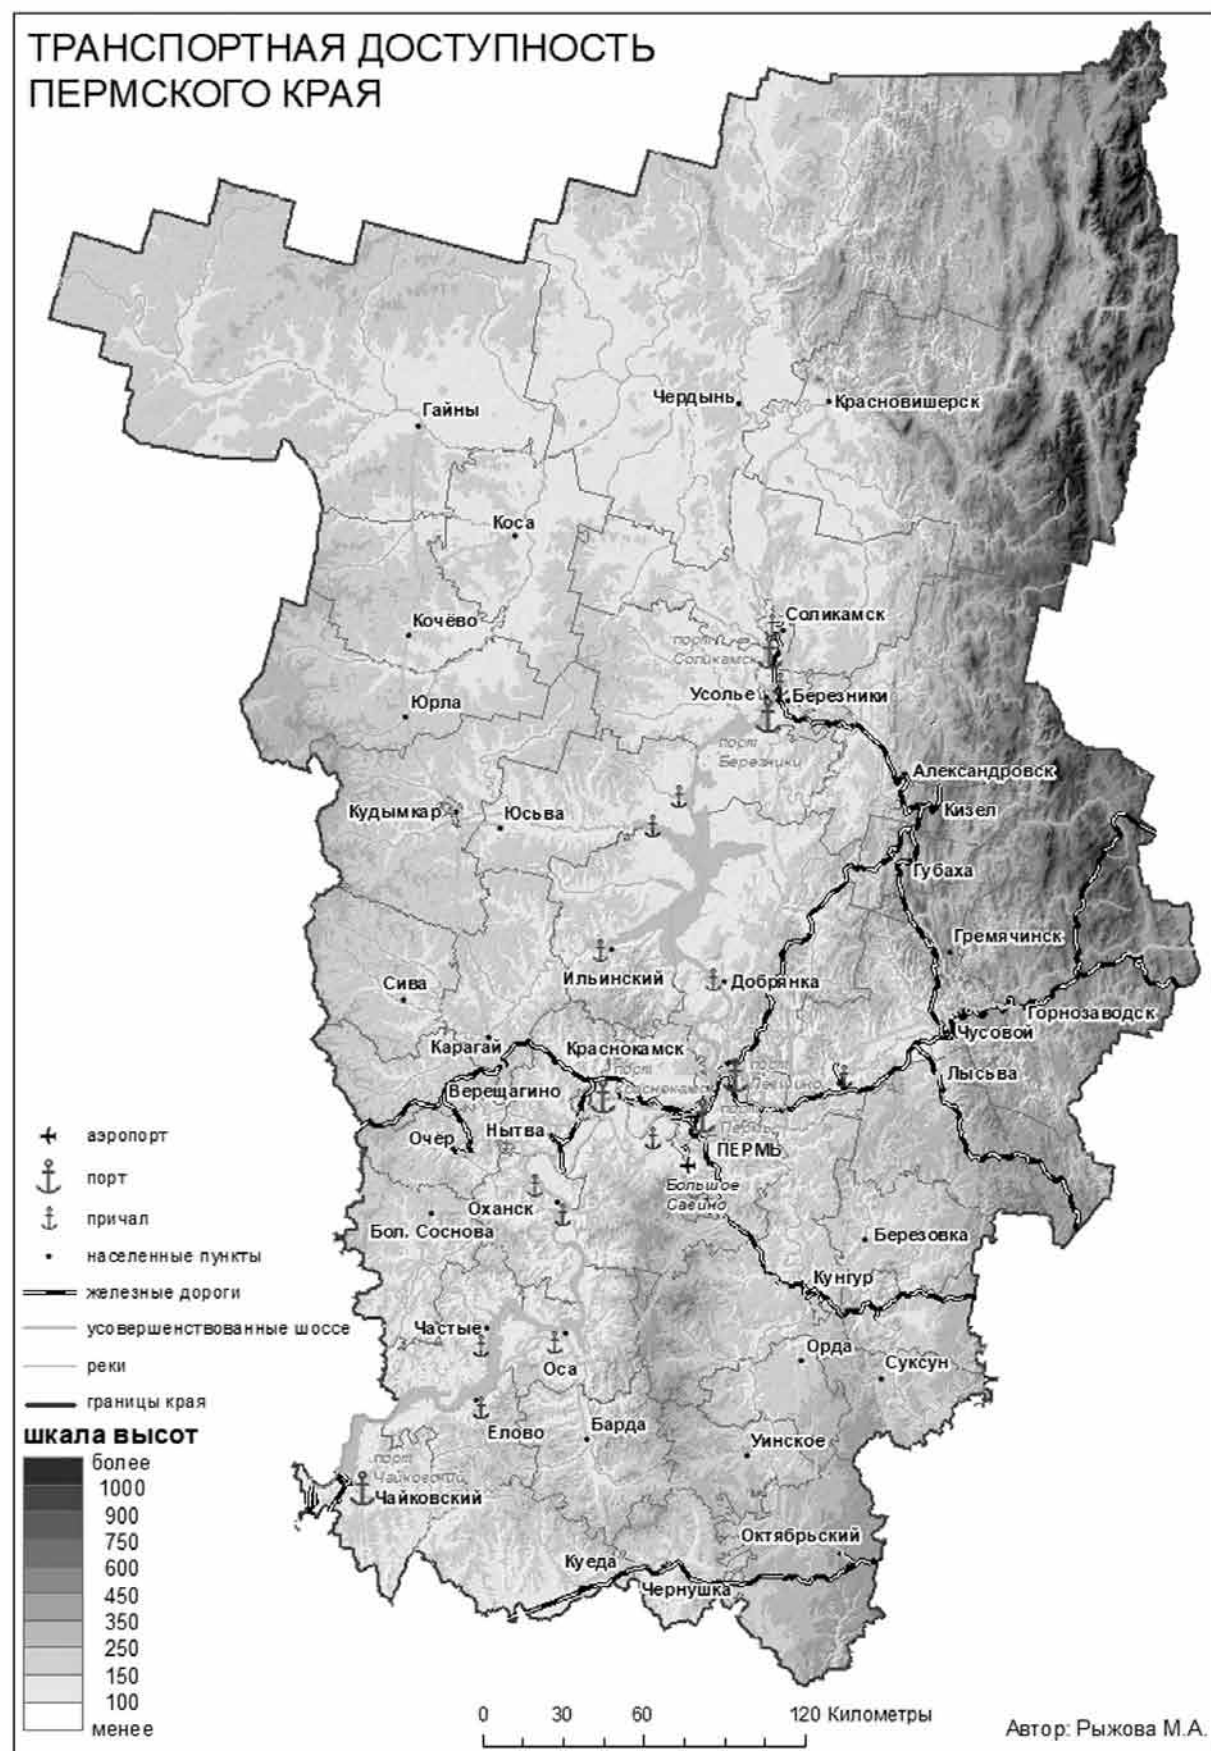 ТРАНСПОРТНАЯ ДОСТУПНОСТЬ
ПЕРМСКОГО КРАЯ
Гайны
Чердынь
Красновишерск
Коса
Кочёво
Соликамск
порт
Соликамск
Юрла
Усолье
Березники
порт
Березники
Александровск
Кизел
Кудымкар
Юсьва
Губаха
Гремячинск
Ильинский
Добрянка
Сива
Горнозаводск
Чусовой
Карагай
Краснокамск
порт
Лысьва
Верещагино
Очер
Нытва
порт
ПЕРМЬ
Большое
Савино
Оханск
Бол. Соснова
Березовка
Кунгур
Частые
Оса
Орда
Суксун
Елово
Барда
Уинское
порт
Чайковский
Чайковский
Октябрьский
Куеда
Чернушка
аэропорт
порт
причал
населенные пункты
железные дороги
усовершенствованные шоссе
реки
границы края
шкала высот
более
1000
900
750
600
450
350
250
150
100
менее
0 30 60 120 Километры
Автор: Рыжова М.А.